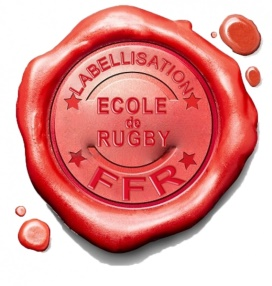 LABELLISATION
ECOLE
de
RUGBY
FFR